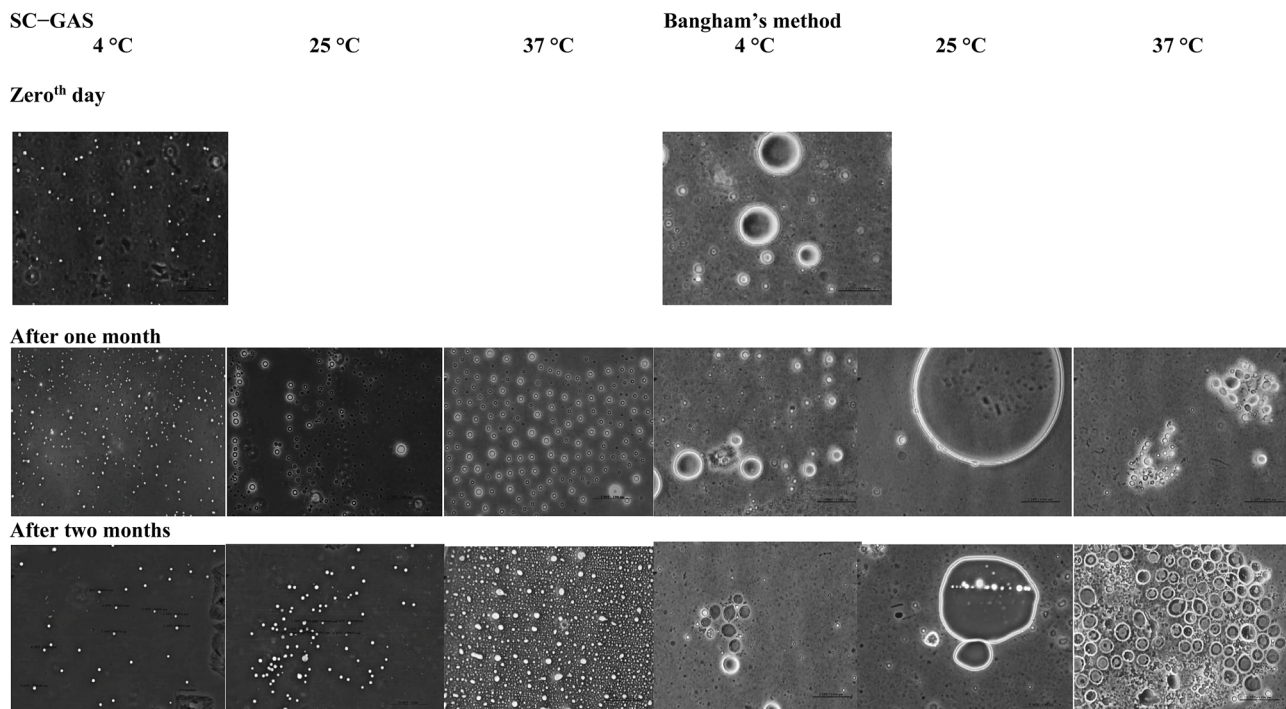 SC−GAS
Bangham's method
4 °C
25 °C
37 °C
4 °C
25 °C
37 °C
Zeroth day
After one month
After two months